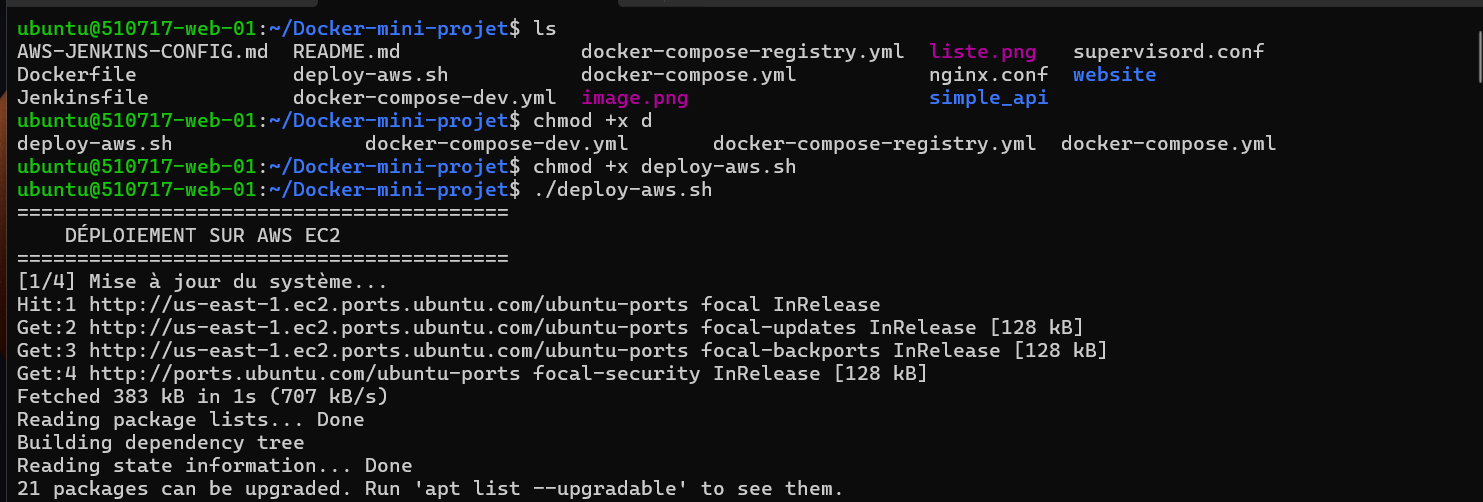 ubuntu@510717-web-01:~/Docker-mini-projet$ ls
AWS-JENKINS-CONFIG.md  README.md               docker-compose-registry.yml  liste.png   supervisord.conf
Dockerfile             deploy-aws.sh           docker-compose.yml           nginx.conf  website
Jenkinsfile            docker-compose-dev.yml  image.png                    simple_api
ubuntu@510717-web-01:~/Docker-mini-projet$ chmod +x d
deploy-aws.sh                docker-compose-dev.yml       docker-compose-registry.yml  docker-compose.yml
ubuntu@510717-web-01:~/Docker-mini-projet$ chmod +x deploy-aws.sh
ubuntu@510717-web-01:~/Docker-mini-projet$ ./deploy-aws.sh
=========================================
    DÉPLOIEMENT SUR AWS EC2
=========================================
[1/4] Mise à jour du système...
Hit:1 http://us-east-1.ec2.ports.ubuntu.com/ubuntu-ports focal InRelease
Get:2 http://us-east-1.ec2.ports.ubuntu.com/ubuntu-ports focal-updates InRelease [128 kB]
Get:3 http://us-east-1.ec2.ports.ubuntu.com/ubuntu-ports focal-backports InRelease [128 kB]
Get:4 http://ports.ubuntu.com/ubuntu-ports focal-security InRelease [128 kB]
Fetched 383 kB in 1s (707 kB/s)
Reading package lists... Done
Building dependency tree
Reading state information... Done
21 packages can be upgraded. Run 'apt list --upgradable' to see them.